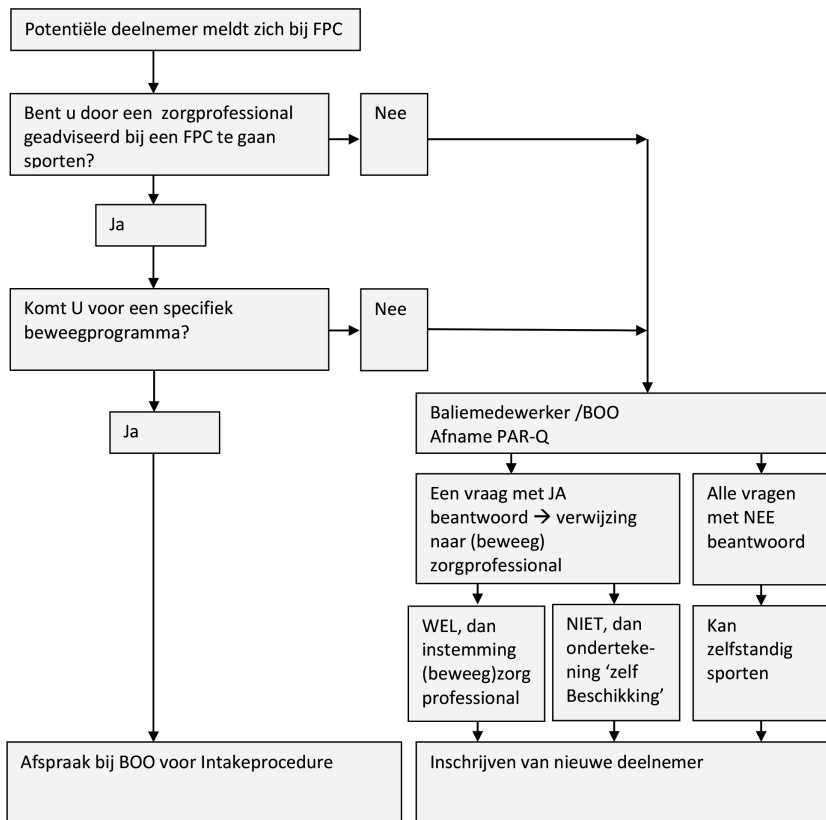 Potentiële deelnemer meldt zich bij FPC
Bent u door een zorgprofessional
geadviseerd bij een FPC te gaan
sporten?
Nee
Ja
Komt U voor een specifiek
beweegprogramma?
Nee
Ja
Baliemedewerker /BOO
Afname PAR-Q
Een vraag met JA
beantwoord → verwijzing
naar (beweeg)
zorgprofessional
Alle vragen
met NEE
beantwoord
WEL, dan
instemming
(beweeg)zorg
professional
NIET, dan
onderteke-
ning ‘zelf
Beschikking’
Kan
zelfstandig
sporten
Afspraak bij BOO voor Intakeprocedure
Inschrijven van nieuwe deelnemer